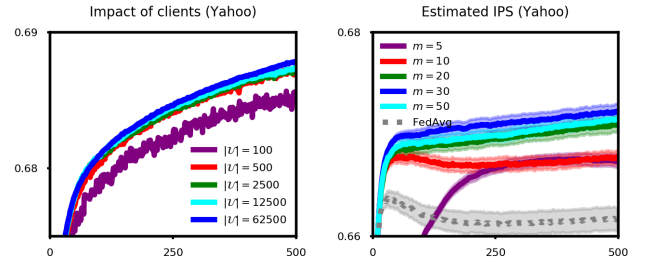 Impact of clients (Yahoo)
0.69
0.68
|𝒰| = 100
|𝒰| = 500
|𝒰| = 2500
|𝒰| = 12500
|𝒰| = 62500
0
250
500
Estimated IPS (Yahoo)
0.68
0.66
m = 5
m = 10
m = 20
m = 30
m = 50
FedAvg
0
250
500